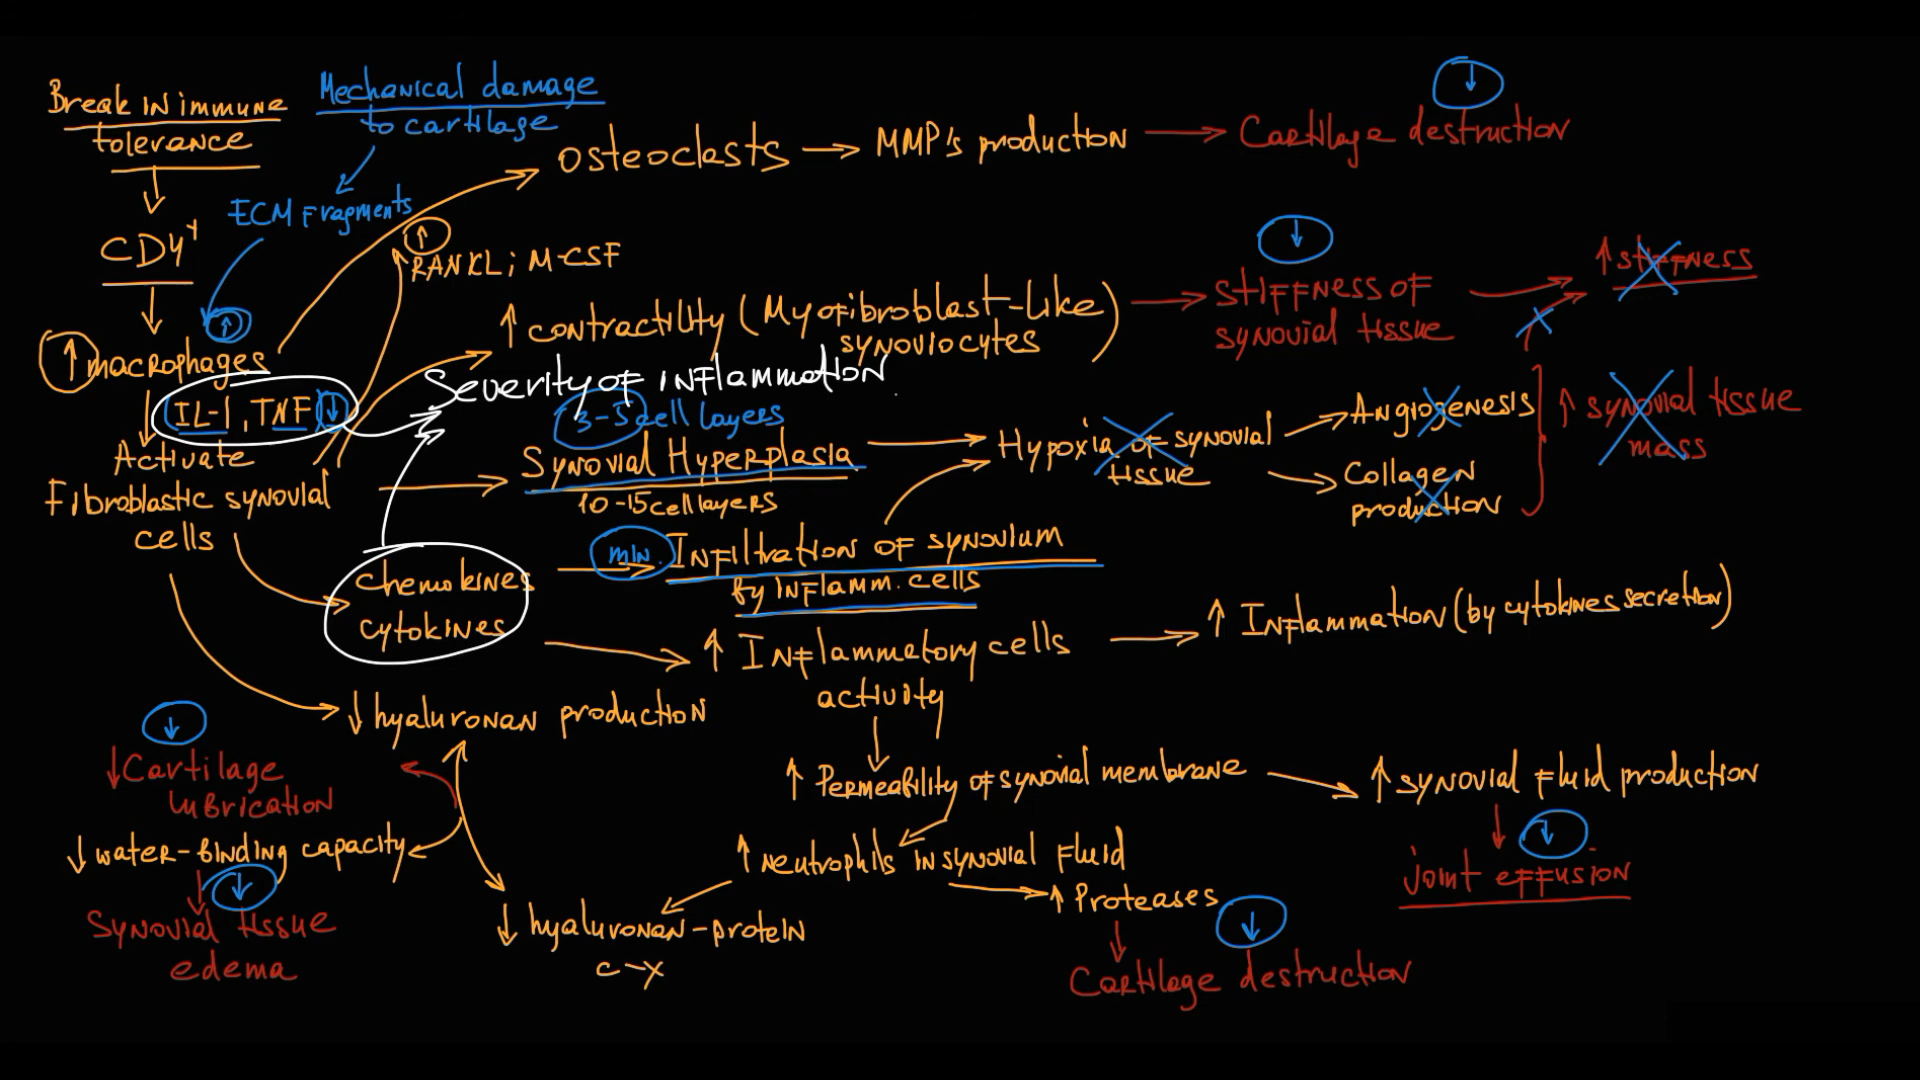 Break in immune
tolerance
Mechanical damage
to cartilage
ECM Fragments
CD4+
↑ macrophages
↑
IL-1, TNF ↓
Activate
Fibroblastic synovial
cells
osteoclasts → MMP's production → Cartilage destruction
↓
↑
RANKL; M-CSF
↑ contractility (Myofibroblast-like
synoviocytes)
↓
Stiffness of
synovial tissue
↑ stiffness
Severity of inflammation
3-5 cell layers
Synovial Hyperplasia
10-15 cell layers
Hypoxia of synovial
tissue
Angiogenesis
Collagen
production
↑ synovial tissue
mass
chemokines
cytokines
min. Infiltration of synovium
by inflamm. cells
↑ Inflammatory cells
activity
↑ Inflammation (by cytokines secretion)
↓ hyaluronan production
↓
↓ Cartilage
lubrication
↓ water-binding capacity
↓
Synovial tissue
edema
↑ Permeability of synovial membrane
↑ synovial fluid production
↓
joint effusion
↑ neutrophils in synovial fluid
↑ Proteases
↓
Cartilage destruction
↓ hyaluronan-protein
c-x